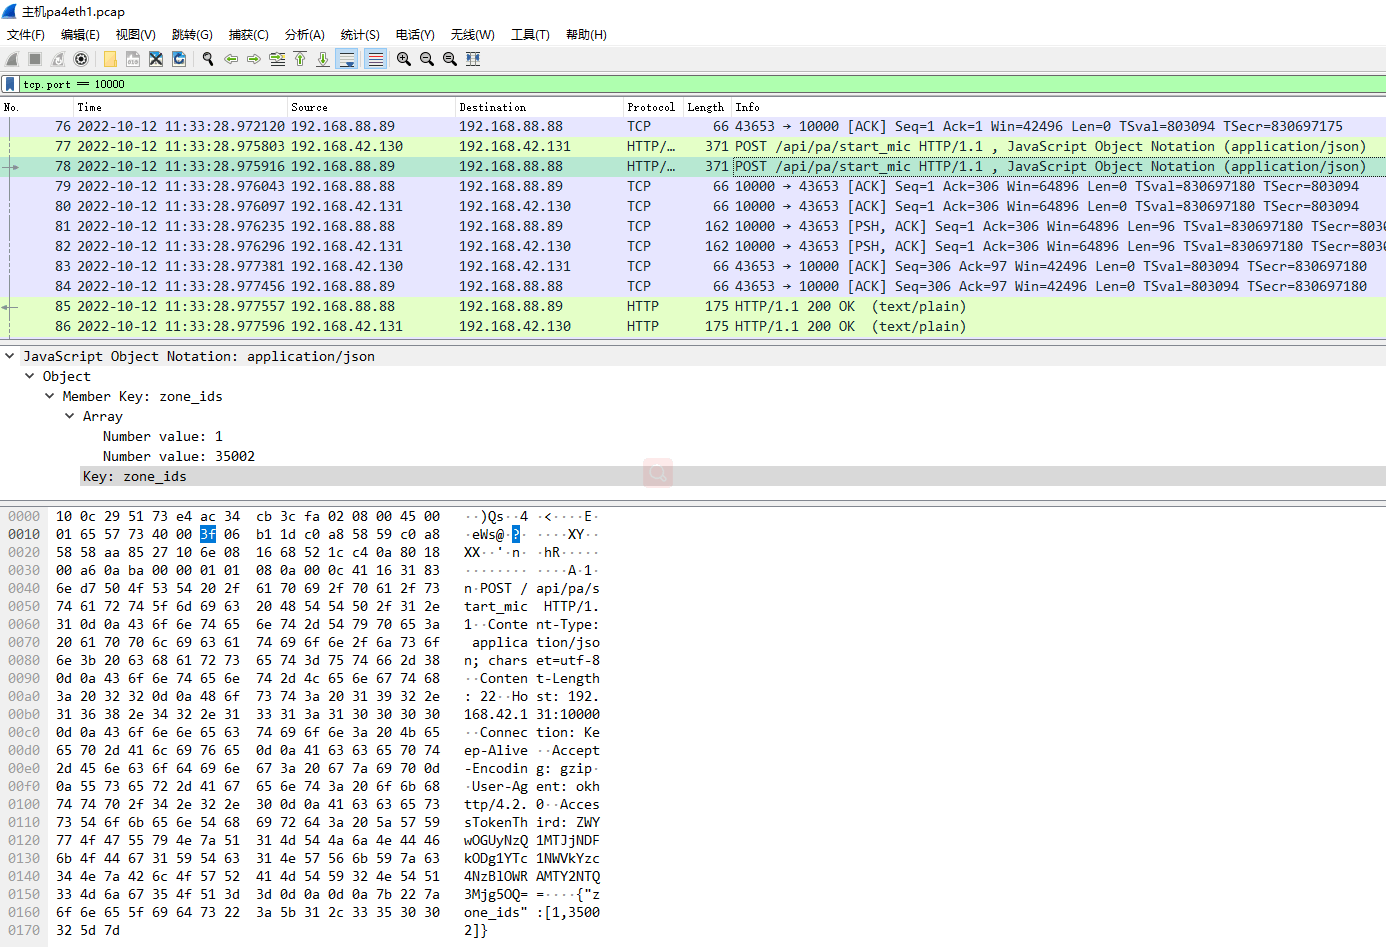 主机pa4eth1.pcap
文件(F) 编辑(E) 视图(V) 跳转(G) 捕获(C) 分析(A) 统计(S) 电话(Y) 无线(W) 工具(T) 帮助(H)
tcp.port == 10000
No. Time Source Destination Protocol Length Info
76 2022-10-12 11:33:28.972120 192.168.88.89 192.168.88.88 TCP 66 43653 → 10000 [ACK] Seq=1 Ack=1 Win=42496 Len=0 TSval=803094 TSecr=830697175
77 2022-10-12 11:33:28.975803 192.168.42.130 192.168.42.131 HTTP/… 371 POST /api/pa/start_mic HTTP/1.1 , JavaScript Object Notation (application/json)
78 2022-10-12 11:33:28.975916 192.168.88.89 192.168.88.88 HTTP/… 371 POST /api/pa/start_mic HTTP/1.1 , JavaScript Object Notation (application/json)
79 2022-10-12 11:33:28.976043 192.168.88.88 192.168.88.89 TCP 66 10000 → 43653 [ACK] Seq=1 Ack=306 Win=64896 Len=0 TSval=830697180 TSecr=803094
80 2022-10-12 11:33:28.976097 192.168.42.131 192.168.42.130 TCP 66 10000 → 43653 [ACK] Seq=1 Ack=306 Win=64896 Len=0 TSval=830697180 TSecr=803094
81 2022-10-12 11:33:28.976235 192.168.88.88 192.168.88.89 TCP 162 10000 → 43653 [PSH, ACK] Seq=1 Ack=306 Win=64896 Len=96 TSval=830697180 TSecr=8030
82 2022-10-12 11:33:28.976296 192.168.42.131 192.168.42.130 TCP 162 10000 → 43653 [PSH, ACK] Seq=1 Ack=306 Win=64896 Len=96 TSval=830697180 TSecr=8030
83 2022-10-12 11:33:28.977381 192.168.42.130 192.168.42.131 TCP 66 43653 → 10000 [ACK] Seq=306 Ack=97 Win=42496 Len=0 TSval=803094 TSecr=830697180
84 2022-10-12 11:33:28.977456 192.168.88.89 192.168.88.88 TCP 66 43653 → 10000 [ACK] Seq=306 Ack=97 Win=42496 Len=0 TSval=803094 TSecr=830697180
85 2022-10-12 11:33:28.977557 192.168.88.88 192.168.88.89 HTTP 175 HTTP/1.1 200 OK (text/plain)
86 2022-10-12 11:33:28.977596 192.168.42.131 192.168.42.130 HTTP 175 HTTP/1.1 200 OK (text/plain)
JavaScript Object Notation: application/json
Object
Member Key: zone_ids
Array
Number value: 1
Number value: 35002
Key: zone_ids
0000 10 0c 29 51 73 e4 ac 34 cb 3c fa 02 08 00 45 00 ··)Qs··4 ·<····E·
0010 01 65 57 73 40 00 3f 06 b1 1d c0 a8 58 59 c0 a8 ·eWs@·?· ····XY··
0020 58 58 aa 85 27 10 6e 08 16 68 52 1c c4 0a 80 18 XX··'·n· ·hR·····
0030 00 a6 0a ba 00 00 01 01 08 0a 00 0c 41 16 31 83 ········ ····A·1·
0040 6e d7 50 4f 53 54 20 2f 61 70 69 2f 70 61 2f 73 n·POST / api/pa/s
0050 74 61 72 74 5f 6d 69 63 20 48 54 54 50 2f 31 2e tart_mic HTTP/1.
0060 31 0d 0a 43 6f 6e 74 65 6e 74 2d 54 79 70 65 3a 1··Conte nt-Type:
0070 20 61 70 70 6c 69 63 61 74 69 6f 6e 2f 6a 73 6f applica tion/jso
0080 6e 3b 20 63 68 61 72 73 65 74 3d 75 74 66 2d 38 n; chars et=utf-8
0090 0d 0a 43 6f 6e 74 65 6e 74 2d 4c 65 6e 67 74 68 ··Conten t-Length
00a0 3a 20 32 32 0d 0a 48 6f 73 74 3a 20 31 39 32 2e : 22··Ho st: 192.
00b0 31 36 38 2e 34 32 2e 31 33 31 3a 31 30 30 30 30 168.42.1 31:10000
00c0 0d 0a 43 6f 6e 6e 65 63 74 69 6f 6e 3a 20 4b 65 ··Connec tion: Ke
00d0 65 70 2d 41 6c 69 76 65 0d 0a 41 63 63 65 70 74 ep-Alive ··Accept
00e0 2d 45 6e 63 6f 64 69 6e 67 3a 20 67 7a 69 70 0d -Encodin g: gzip·
00f0 0a 55 73 65 72 2d 41 67 65 6e 74 3a 20 6f 6b 68 ·User-Ag ent: okh
0100 74 74 70 2f 34 2e 32 2e 30 0d 0a 41 63 63 65 73 ttp/4.2. 0··Acces
0110 73 54 6f 6b 65 6e 54 68 69 72 64 3a 20 5a 57 59 sTokenTh ird: ZWY
0120 77 4f 47 55 79 4e 7a 51 31 4d 54 4a 6a 4e 44 46 wOGUyNzQ 1MTJjNDF
0130 6b 4f 44 67 31 59 54 63 31 4e 57 56 6b 59 7a 63 kODg1YTc 1NWVkYzc
0140 34 4e 7a 42 6c 4f 57 52 41 4d 54 59 32 4e 54 51 4NzBlOWR AMTY2NTQ
0150 33 4d 6a 67 35 4f 51 3d 3d 0d 0a 0d 0a 7b 22 7a 3Mjg5OQ= =····{"z
0160 6f 6e 65 5f 69 64 73 22 3a 5b 31 2c 33 35 30 30 one_ids" :[1,3500
0170 32 5d 7d 2]}